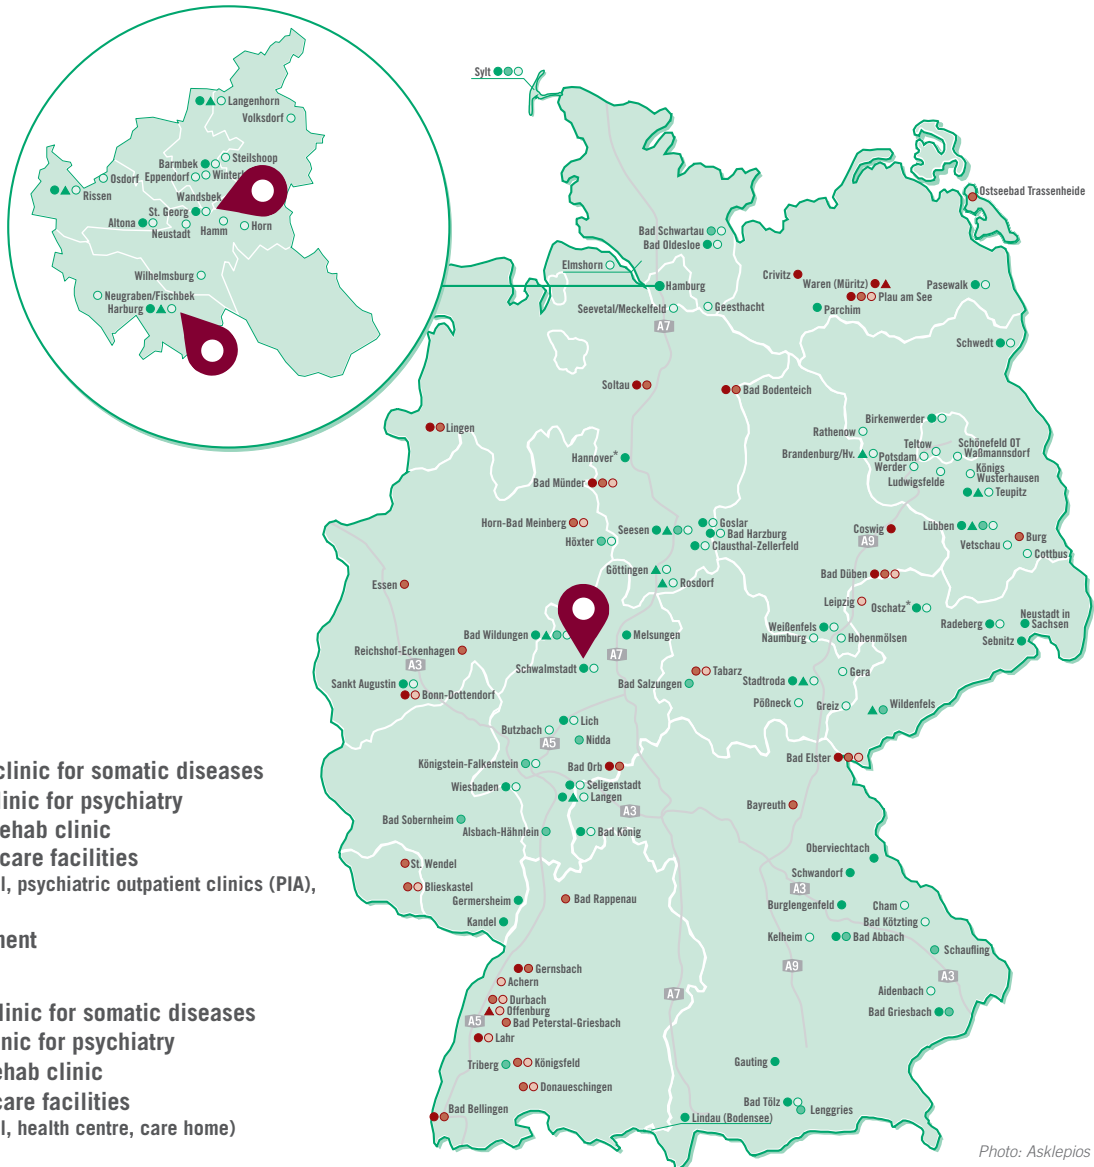 Sylt
Langenhorn
Volksdorf
Steilshoop
Barmbek
Eppendorf
Osdorf
Rissen
Wandsbek
St. Georg
Altona
Neustadt
Hamm
Horn
Wilhelmsburg
Neugraben/Fischbek
Harburg
Ostseebad Trassenheide
Bad Schwartau
Bad Oldesloe
Elmshorn
Hamburg
Crivitz
Waren (Müritz)
Plau am See
Pasewalk
Seevetal/Meckelfeld
Geesthacht
Parchim
A7
Schwedt
Soltau
Bad Bodenteich
Lingen
Birkenwerder
Rathenow
Teltow
Schönefeld OT
Waßmannsdorf
Brandenburg/Hv.
Potsdam
Werder
Königs
Wusterhausen
Ludwigsfelde
Teupitz
Hannover*
Bad Münder
Horn-Bad Meinberg
Höxter
Seesen
Goslar
Bad Harzburg
Clausthal-Zellerfeld
Coswig
A9
Lübben
Burg
Vetschau
Cottbus
Göttingen
Rosdorf
Essen
Bad Düben
Leipzig
Oschatz*
Radeberg
Neustadt in
Sachsen
Sebnitz
Weißenfels
Naumburg
Hohenmölsen
Bad Wildungen
Melsungen
Reichshof-Eckenhagen
A3
A7
Schwalmstadt
Tabarz
Bad Salzungen
Gera
Stadtroda
Sankt Augustin
Bonn-Dottendorf
Pößneck
Greiz
Wildenfels
Lich
Butzbach
A5
Nidda
Königstein-Falkenstein
Bad Orb
Bad Elster
Wiesbaden
Seligenstadt
Langen
A3
Bayreuth
Bad Sobernheim
Alsbach-Hähnlein
Bad König
Oberviechtach
St. Wendel
Schwandorf
A3
Blieskastel
Germersheim
Bad Rappenau
Burglengenfeld
Cham
Kandel
Bad Kötzting
Kelheim
Bad Abbach
Schaufling
A9
A3
Gernsbach
Achern
Aidenbach
A7
Durbach
Offenburg
A5
Bad Peterstal-Griesbach
Bad Griesbach
Lahr
Triberg
Königsfeld
Gauting
Donaueschingen
Bad Bellingen
Bad Tölz
Lenggries
Lindau (Bodensee)
clinic for somatic diseases
linic for psychiatry
ehab clinic
care facilities
l, psychiatric outpatient clinics (PIA),
ment
linic for somatic diseases
nic for psychiatry
ehab clinic
care facilities
l, health centre, care home)
Photo: Asklepios